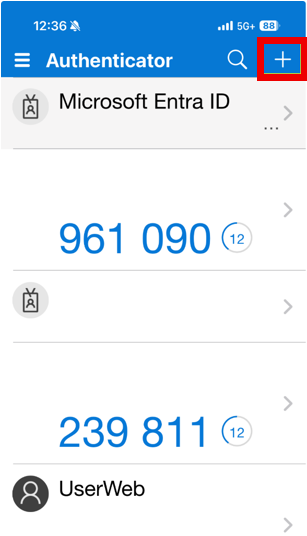 12:36 5G+ 88
Authenticator
Microsoft Entra ID
...
961 090 12
239 811 12
UserWeb